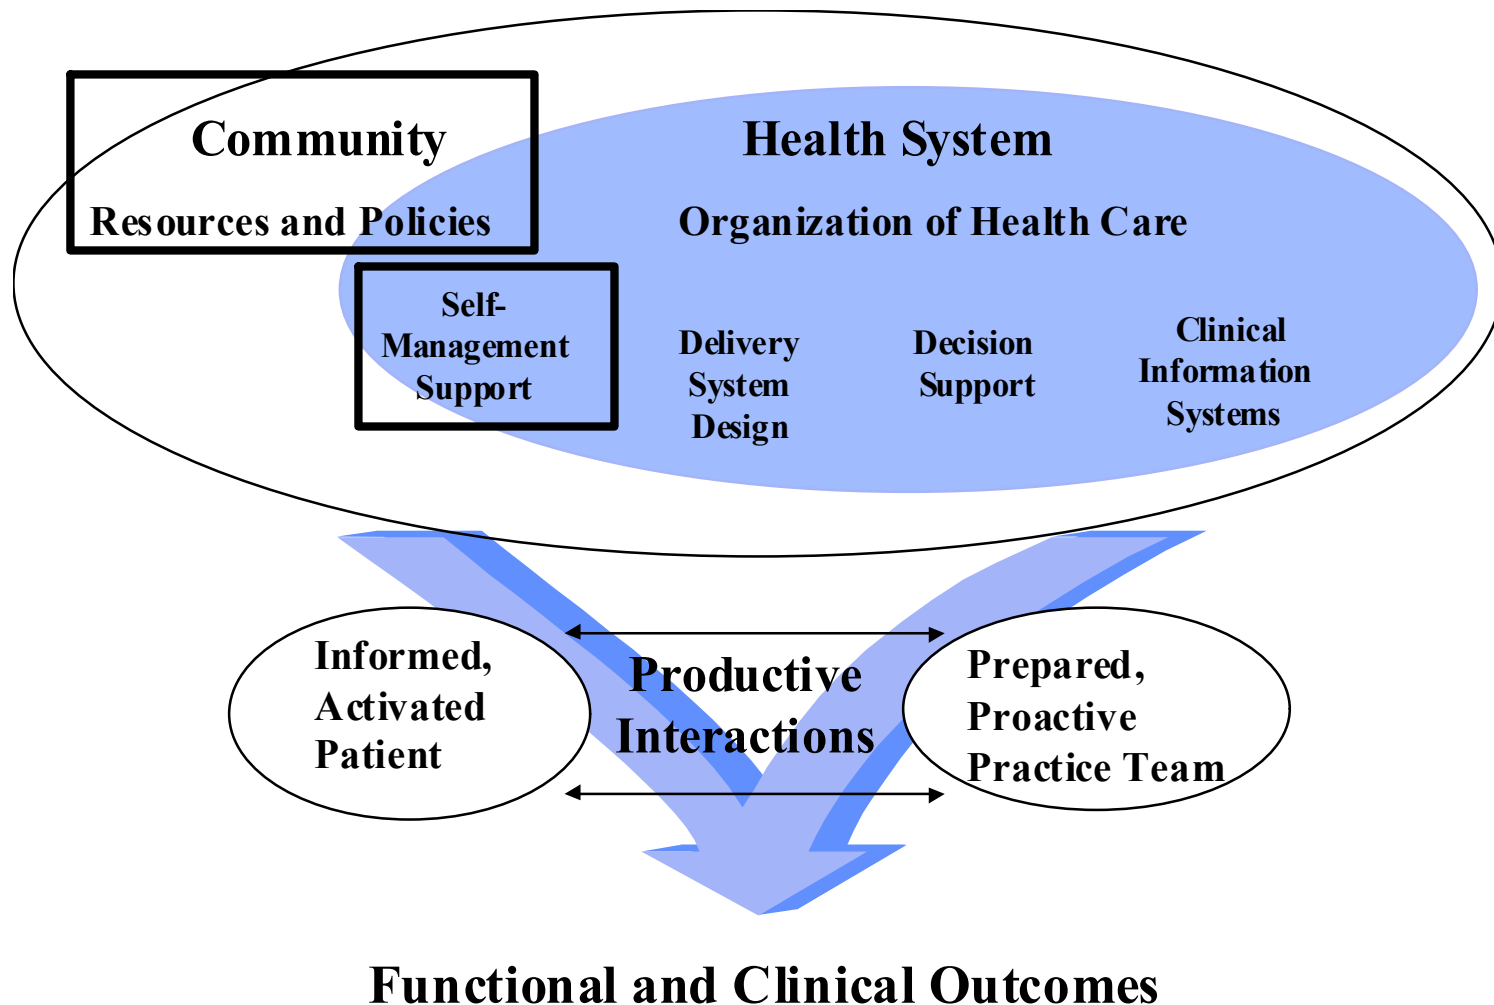 Community
Resources and Policies
Health System
Organization of Health Care
Self-
Management
Support
Delivery
System
Design
Decision
Support
Clinical
Information
Systems
Informed,
Activated
Patient
Productive
Interactions
Prepared,
Proactive
Practice Team
Functional and Clinical Outcomes